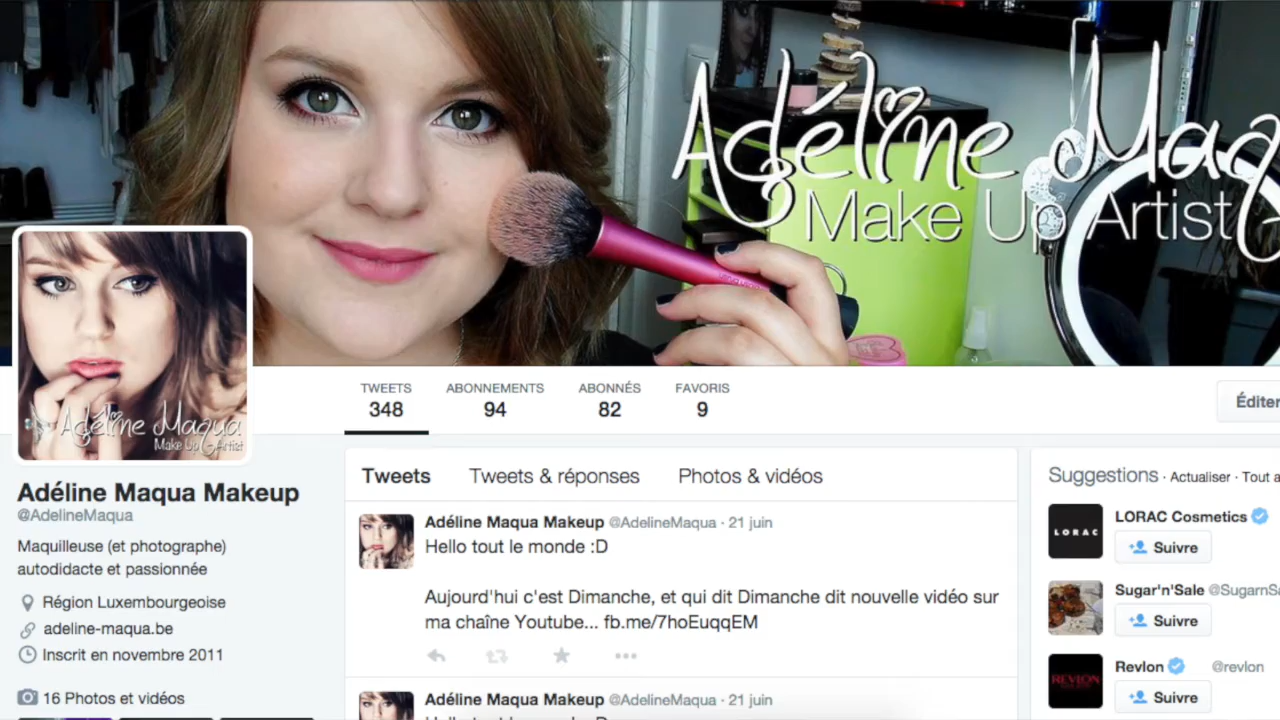 Adéline Maq
Make Up Artist
Adéline Maqua
Make Up Artist
TWEETS
348
ABONNEMENTS
94
ABONNÉS
82
FAVORIS
9
Éditer
Adéline Maqua Makeup
@AdelineMaqua
Maquilleuse (et photographe)
autodidacte et passionnée
Région Luxembourgeoise
adeline-maqua.be
Inscrit en novembre 2011
16 Photos et vidéos
Tweets Tweets & réponses Photos & vidéos
Adéline Maqua Makeup @AdelineMaqua · 21 juin
Hello tout le monde :D
Aujourd'hui c'est Dimanche, et qui dit Dimanche dit nouvelle vidéo sur
ma chaîne Youtube... fb.me/7hoEuqqEM
Adéline Maqua Makeup @AdelineMaqua · 21 juin
Suggestions · Actualiser · Tout a
LORAC
LORAC Cosmetics
Suivre
Sugar'n'Sale @SugarnSa
Suivre
REVLON
Revlon @revlon
Suivre